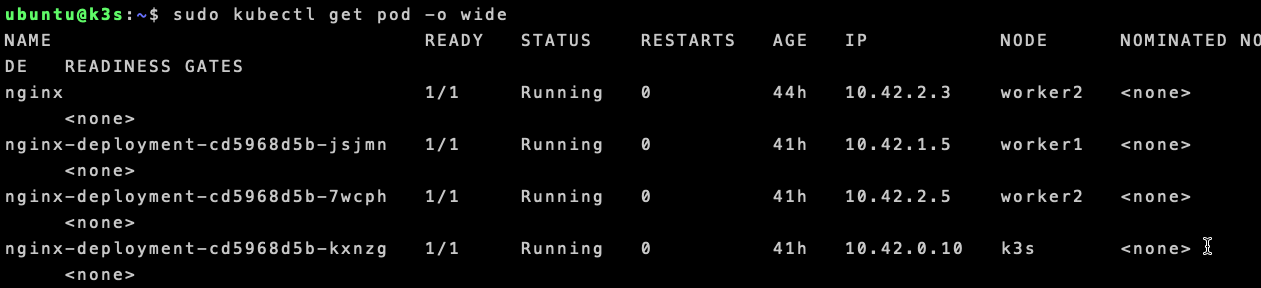 ubuntu@k3s:~$ sudo kubectl get pod -o wide
NAME READY STATUS RESTARTS AGE IP NODE NOMINATED NO
DE READINESS GATES
nginx 1/1 Running 0 44h 10.42.2.3 worker2 <none>
<none>
nginx-deployment-cd5968d5b-jsjmn 1/1 Running 0 41h 10.42.1.5 worker1 <none>
<none>
nginx-deployment-cd5968d5b-7wcph 1/1 Running 0 41h 10.42.2.5 worker2 <none>
<none>
nginx-deployment-cd5968d5b-kxnzg 1/1 Running 0 41h 10.42.0.10 k3s <none>
<none>